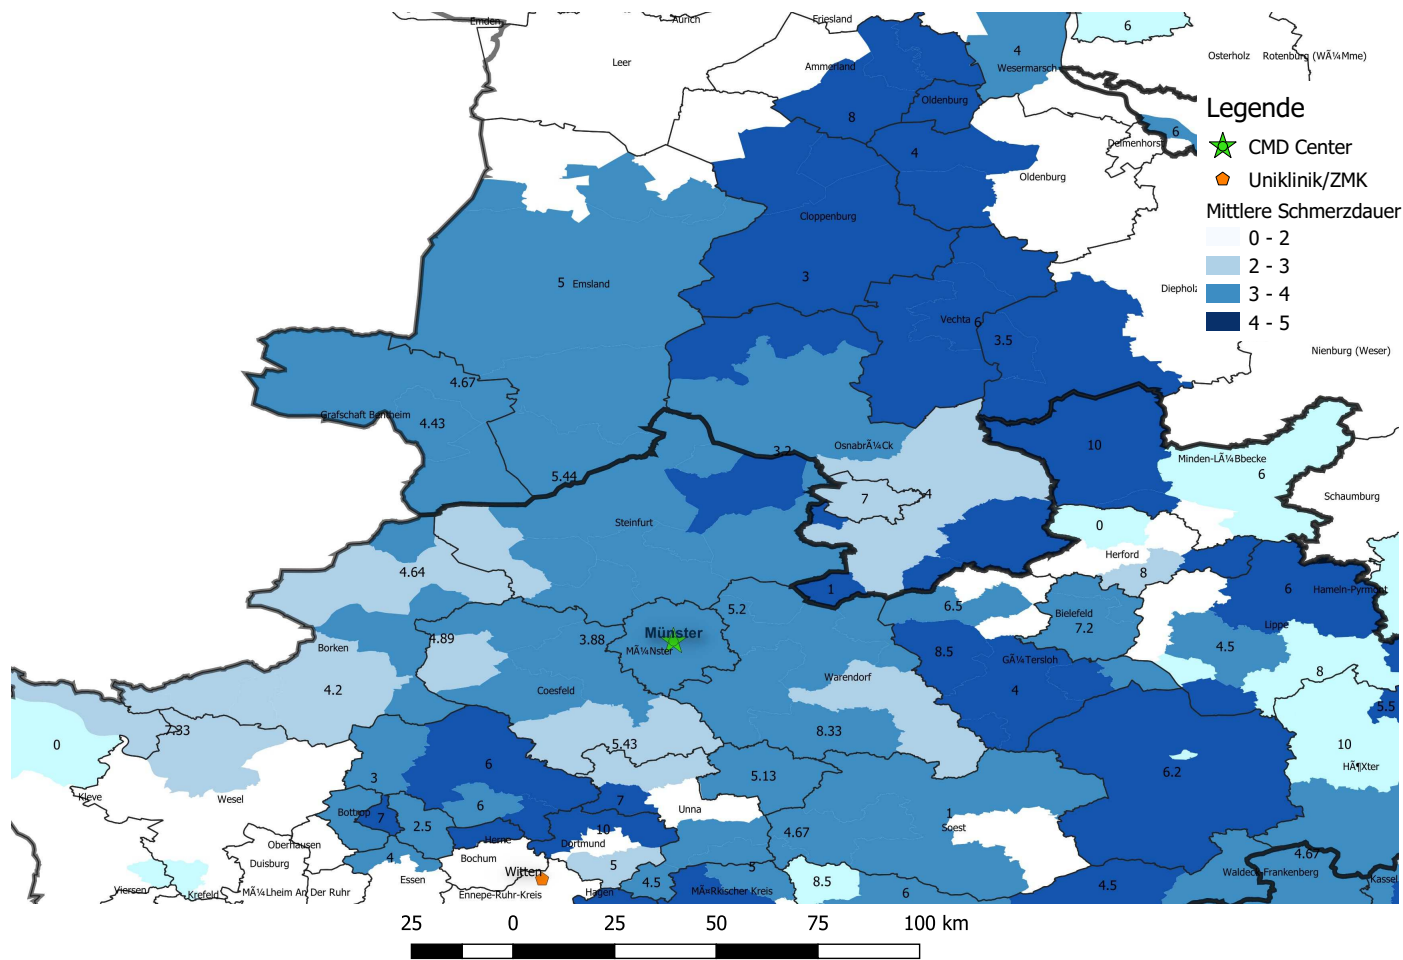 Emden
Aurich
Friesland
6
Leer
Ammerland
4
Wesermarsch
Osterholz
Rotenburg (WÃ¼Mme)
Oldenburg
8
4
Delmenhorst
6
Oldenburg
Legende
CMD Center
Uniklinik/ZMK
Mittlere Schmerzdauer
0 - 2
2 - 3
3 - 4
4 - 5
Cloppenburg
3
5 Emsland
Diepholz
Vechta 6
3.5
Nienburg (Weser)
4.67
Grafschaft Bentheim
4.43
OsnabrÃ¼Ck
3.2
10
Minden-LÃ¼Bbecke
6
5.44
7
4
Schaumburg
Steinfurt
0
Herford
4.64
8
1
6
Hameln-Pyrmont
5.2
6.5
Bielefeld
7.2
Lippe
4.5
4.89
3.88
Münster
MÃ¼Nster
Borken
8.5
GÃ¼Tersloh
4.2
Coesfeld
Warendorf
4
8
5.5
7.33
0
5.43
8.33
10
HÃ¶Xter
6
5.13
6.2
3
Kleve
Wesel
6
7
Unna
Bottrop
7
2.5
1
Soest
10
4.67
Oberhausen
Herne
Dortmund
Duisburg
Bochum
4
5
4.67
Witten
5
Waldeck-Frankenberg
Kassel
Essen
4.5
8.5
4.5
Viersen
Krefeld
MÃ¼Lheim An Der Ruhr
Ennepe-Ruhr-Kreis
Hagen
MÃ¤Rkischer Kreis
6
25 0 25 50 75 100 km